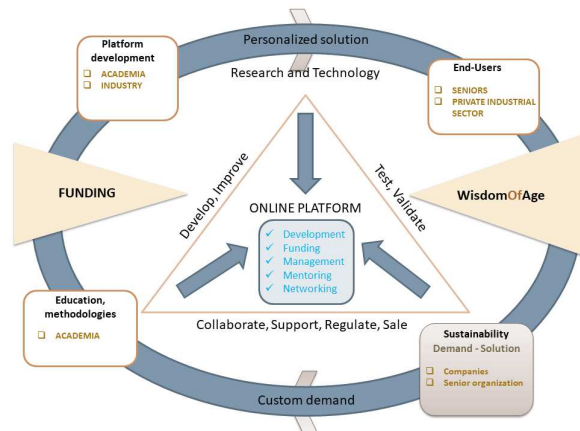 Personalized solution
Research and Technology
Platform
development
❑ ACADEMIA
❑ INDUSTRY
End-Users
❑ SENIORS
❑ PRIVATE INDUSTRIAL
SECTOR
FUNDING
Develop, Improve
Test, Validate
WisdomOfAge
ONLINE PLATFORM
✓ Development
✓ Funding
✓ Management
✓ Mentoring
✓ Networking
Education,
methodologies
❑ ACADEMIA
Collaborate, Support, Regulate, Sale
Sustainability
Demand - Solution
❑ Companies
❑ Senior organization
Custom demand